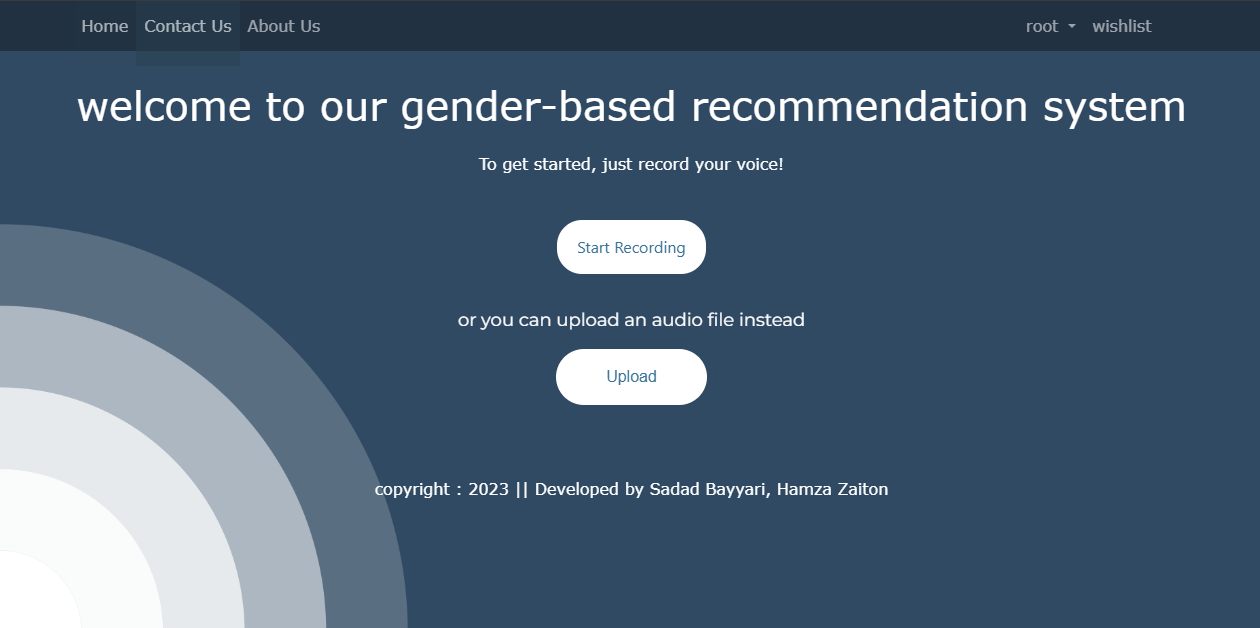 Home Contact Us About Us root wishlist
welcome to our gender-based recommendation system
To get started, just record your voice!
Start Recording
or you can upload an audio file instead
Upload
copyright : 2023 || Developed by Sadad Bayyari, Hamza Zaiton